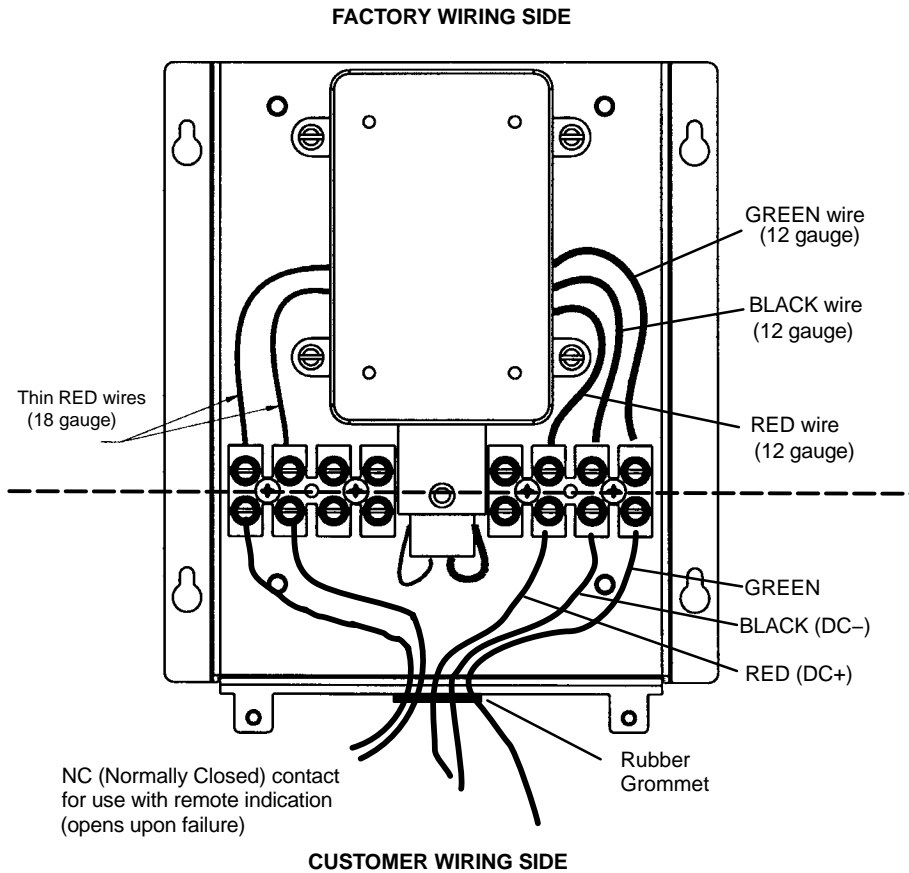 FACTORY WIRING SIDE
GREEN wire
(12 gauge)
BLACK wire
(12 gauge)
Thin RED wires
(18 gauge)
RED wire
(12 gauge)
GREEN
BLACK (DC−)
RED (DC+)
Rubber
Grommet
NC (Normally Closed) contact
for use with remote indication
(opens upon failure)
CUSTOMER WIRING SIDE